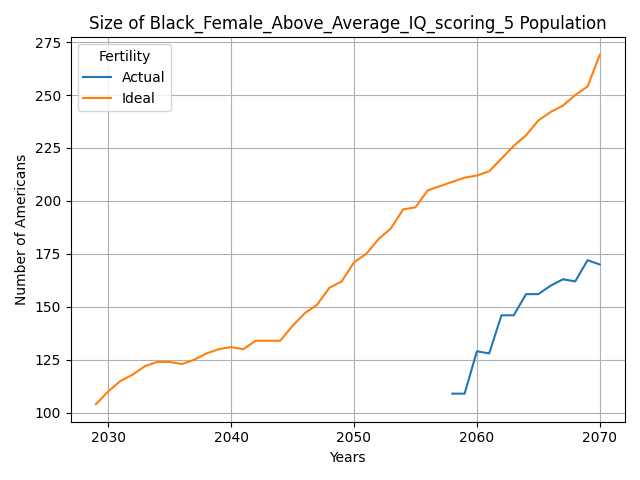 Size of Black_Female_Above_Average_IQ_scoring_5 Population
275
250
225
200
175
150
125
100
Number of Americans
Fertility
Actual
Ideal
2030
2040
2050
2060
2070
Years